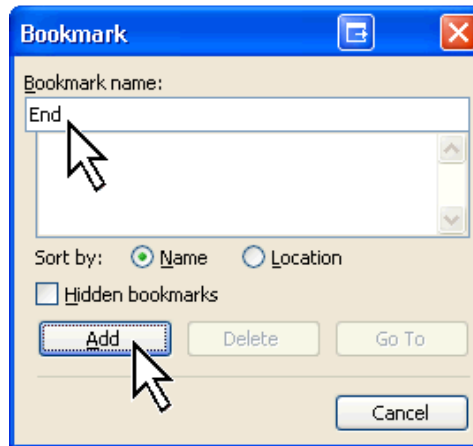 Bookmark
Bookmark name:
End
Sort by: Name Location
Hidden bookmarks
Add Delete Go To
Cancel